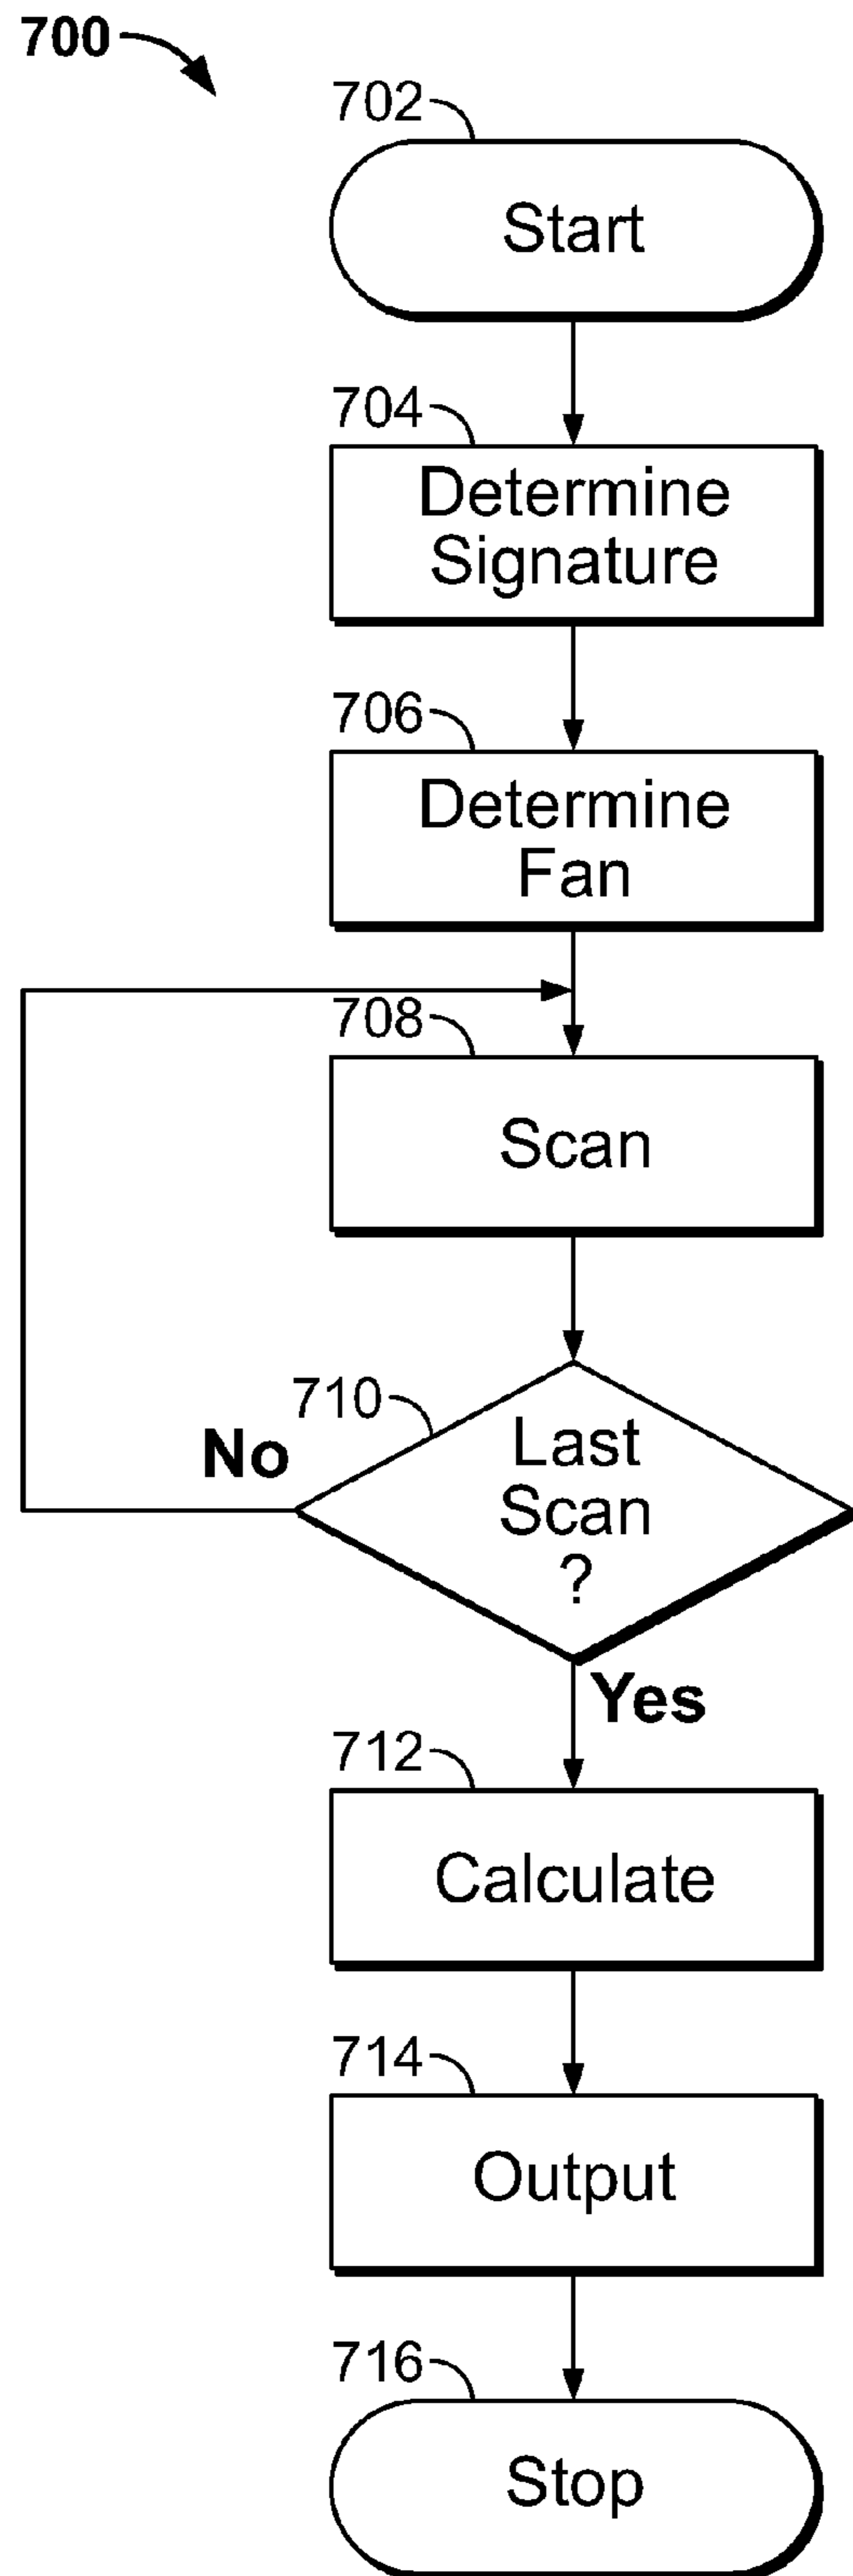 700
702
Start
704
Determine
Signature
706
Determine
Fan
708
Scan
710
Last
Scan
?
No
Yes
712
Calculate
714
Output
716
Stop